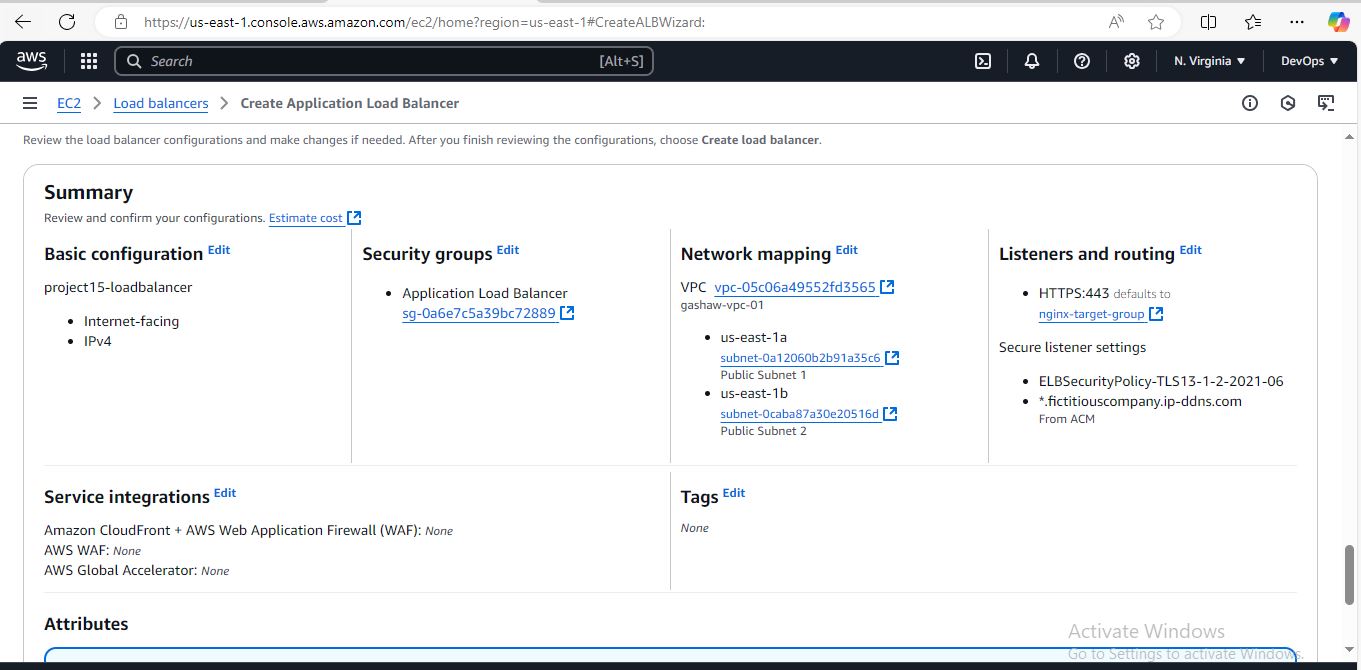 https://us-east-1.console.aws.amazon.com/ec2/home?region=us-east-1#CreateALBWizard:
aws
Search
[Alt+S]
N. Virginia
DevOps
EC2
Load balancers
Create Application Load Balancer
Review the load balancer configurations and make changes if needed. After you finish reviewing the configurations, choose Create load balancer.
Summary
Review and confirm your configurations. Estimate cost
Basic configuration Edit
project15-loadbalancer
• Internet-facing
• IPv4
Security groups Edit
• Application Load Balancer
sg-0a6e7c5a39bc72889
Network mapping Edit
VPC vpc-05c06a49552fd3565
gashaw-vpc-01
• us-east-1a
subnet-0a12060b2b91a35c6
Public Subnet 1
• us-east-1b
subnet-0caba87a30e20516d
Public Subnet 2
Listeners and routing Edit
• HTTPS:443 defaults to
nginx-target-group
Secure listener settings
• ELBSecurityPolicy-TLS13-1-2-2021-06
• *.fictitiouscompany.ip-ddns.com
From ACM
Service integrations Edit
Amazon CloudFront + AWS Web Application Firewall (WAF): None
AWS WAF: None
AWS Global Accelerator: None
Tags Edit
None
Attributes
Activate Windows
Go to Settings to activate Windows.